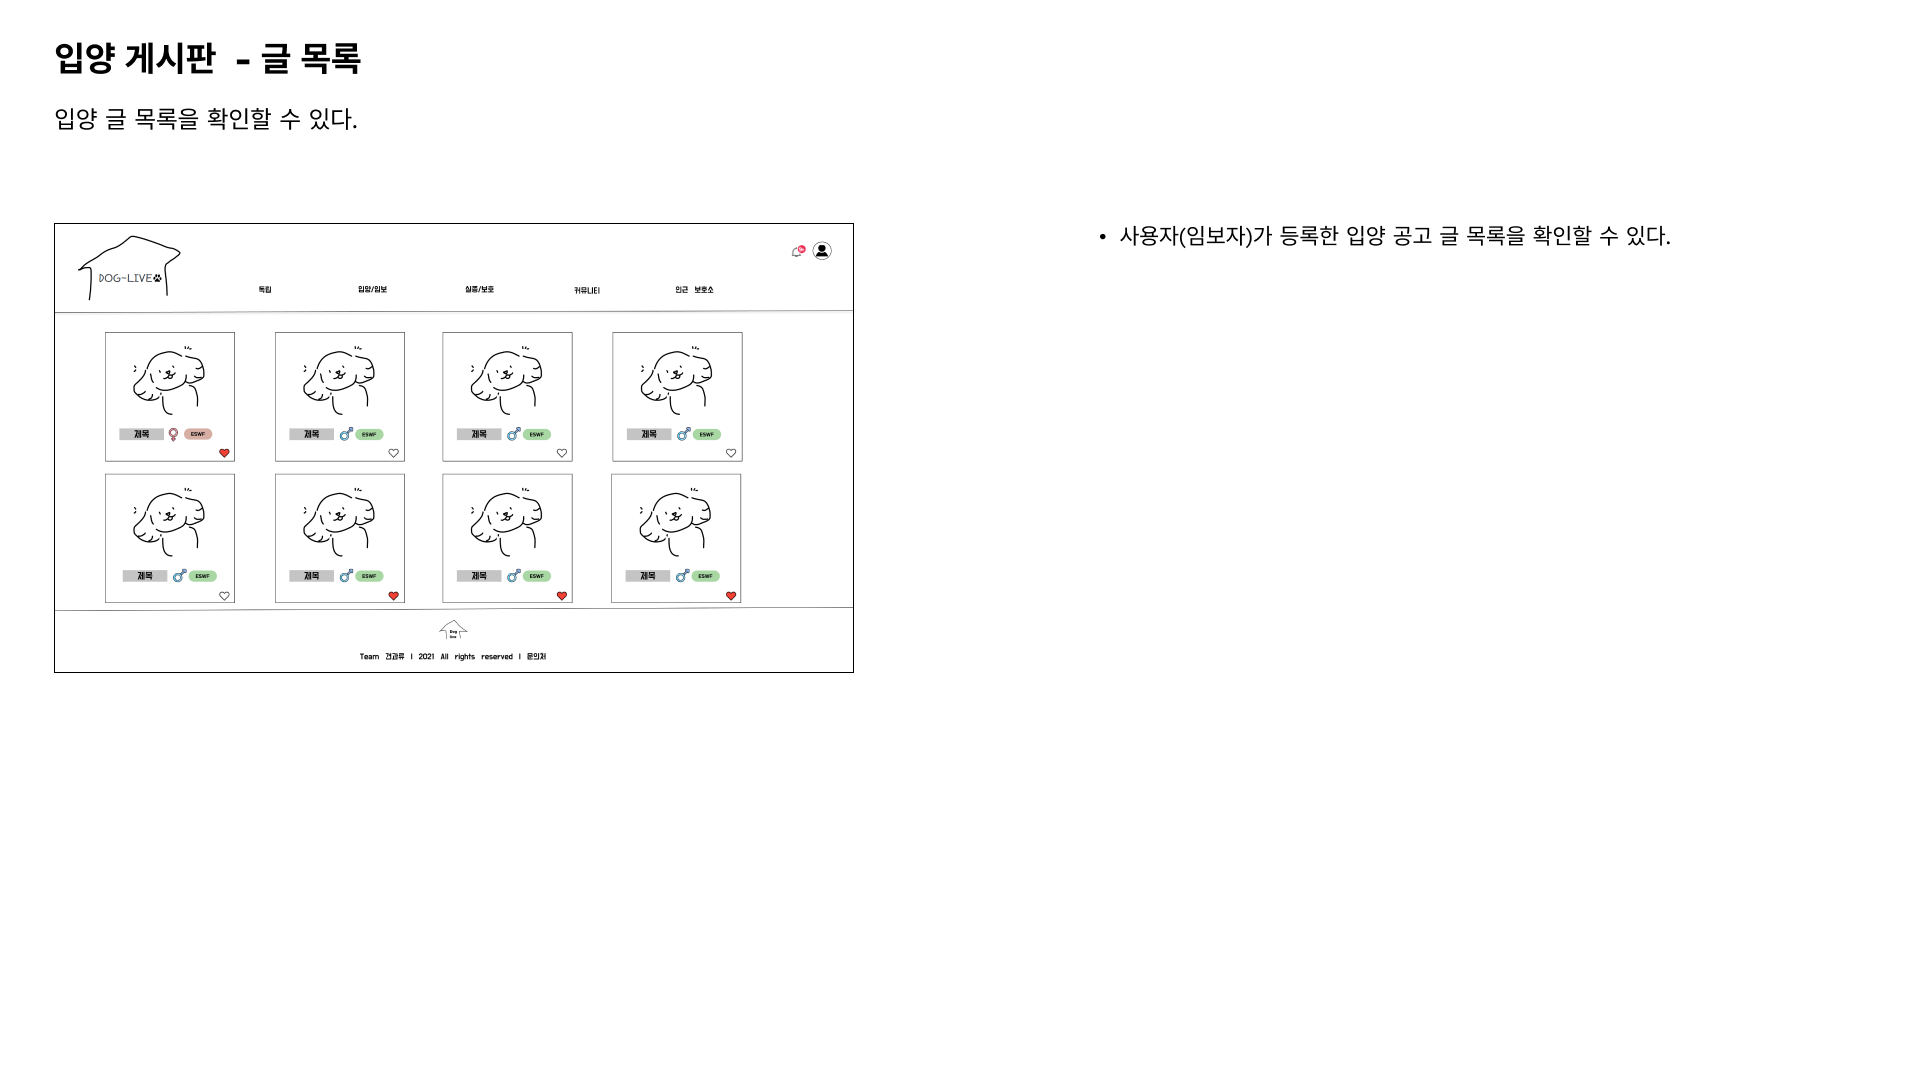 입양 게시판 - 글 목록
입양 글 목록을 확인할 수 있다.
• 사용자(임보자)가 등록한 입양 공고 글 목록을 확인할 수 있다.
DOG-LIVE
독립 입양/임보 실종/보호 커뮤니티 인근 보호소
제목 ESWF 제목 ESWF 제목 ESWF 제목 ESWF
제목 ESWF 제목 ESWF 제목 ESWF 제목 ESWF
Dog
live
Team 견과류 | 2021 All rights reserved | 문의처